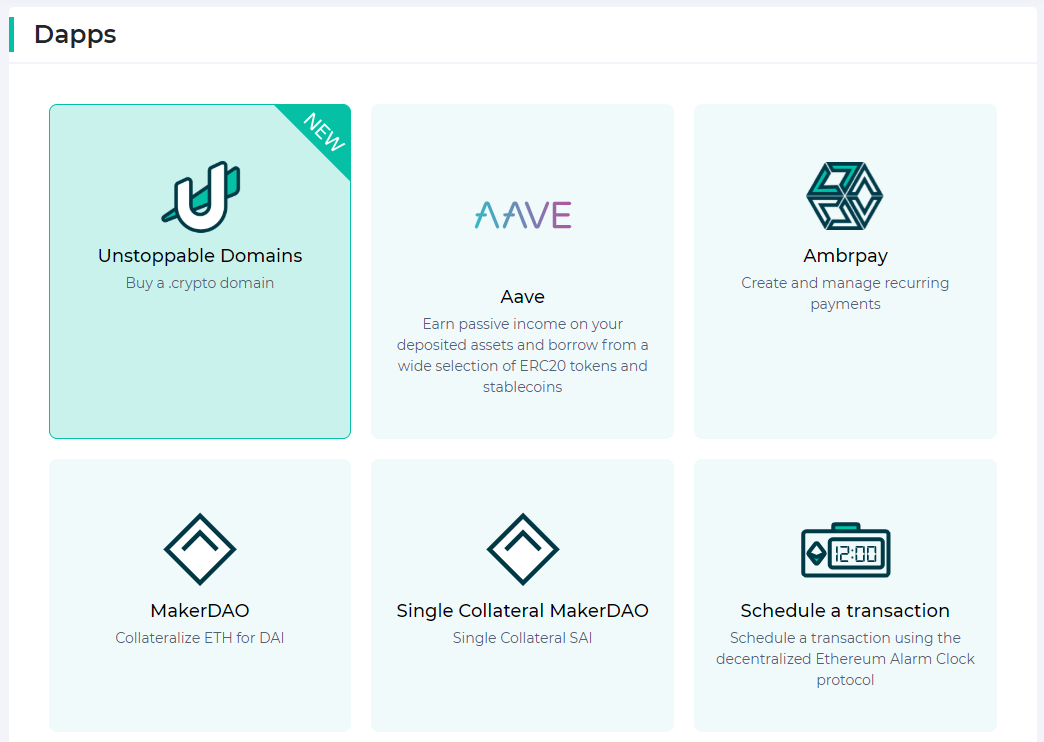 Dapps
NEW
Unstoppable Domains
Buy a .crypto domain
AAVE
Aave
Earn passive income on your
deposited assets and borrow from a
wide selection of ERC20 tokens and
stablecoins
Ambrpay
Create and manage recurring
payments
MakerDAO
Collateralize ETH for DAI
Single Collateral MakerDAO
Single Collateral SAI
12:00
Schedule a transaction
Schedule a transaction using the
decentralized Ethereum Alarm Clock
protocol